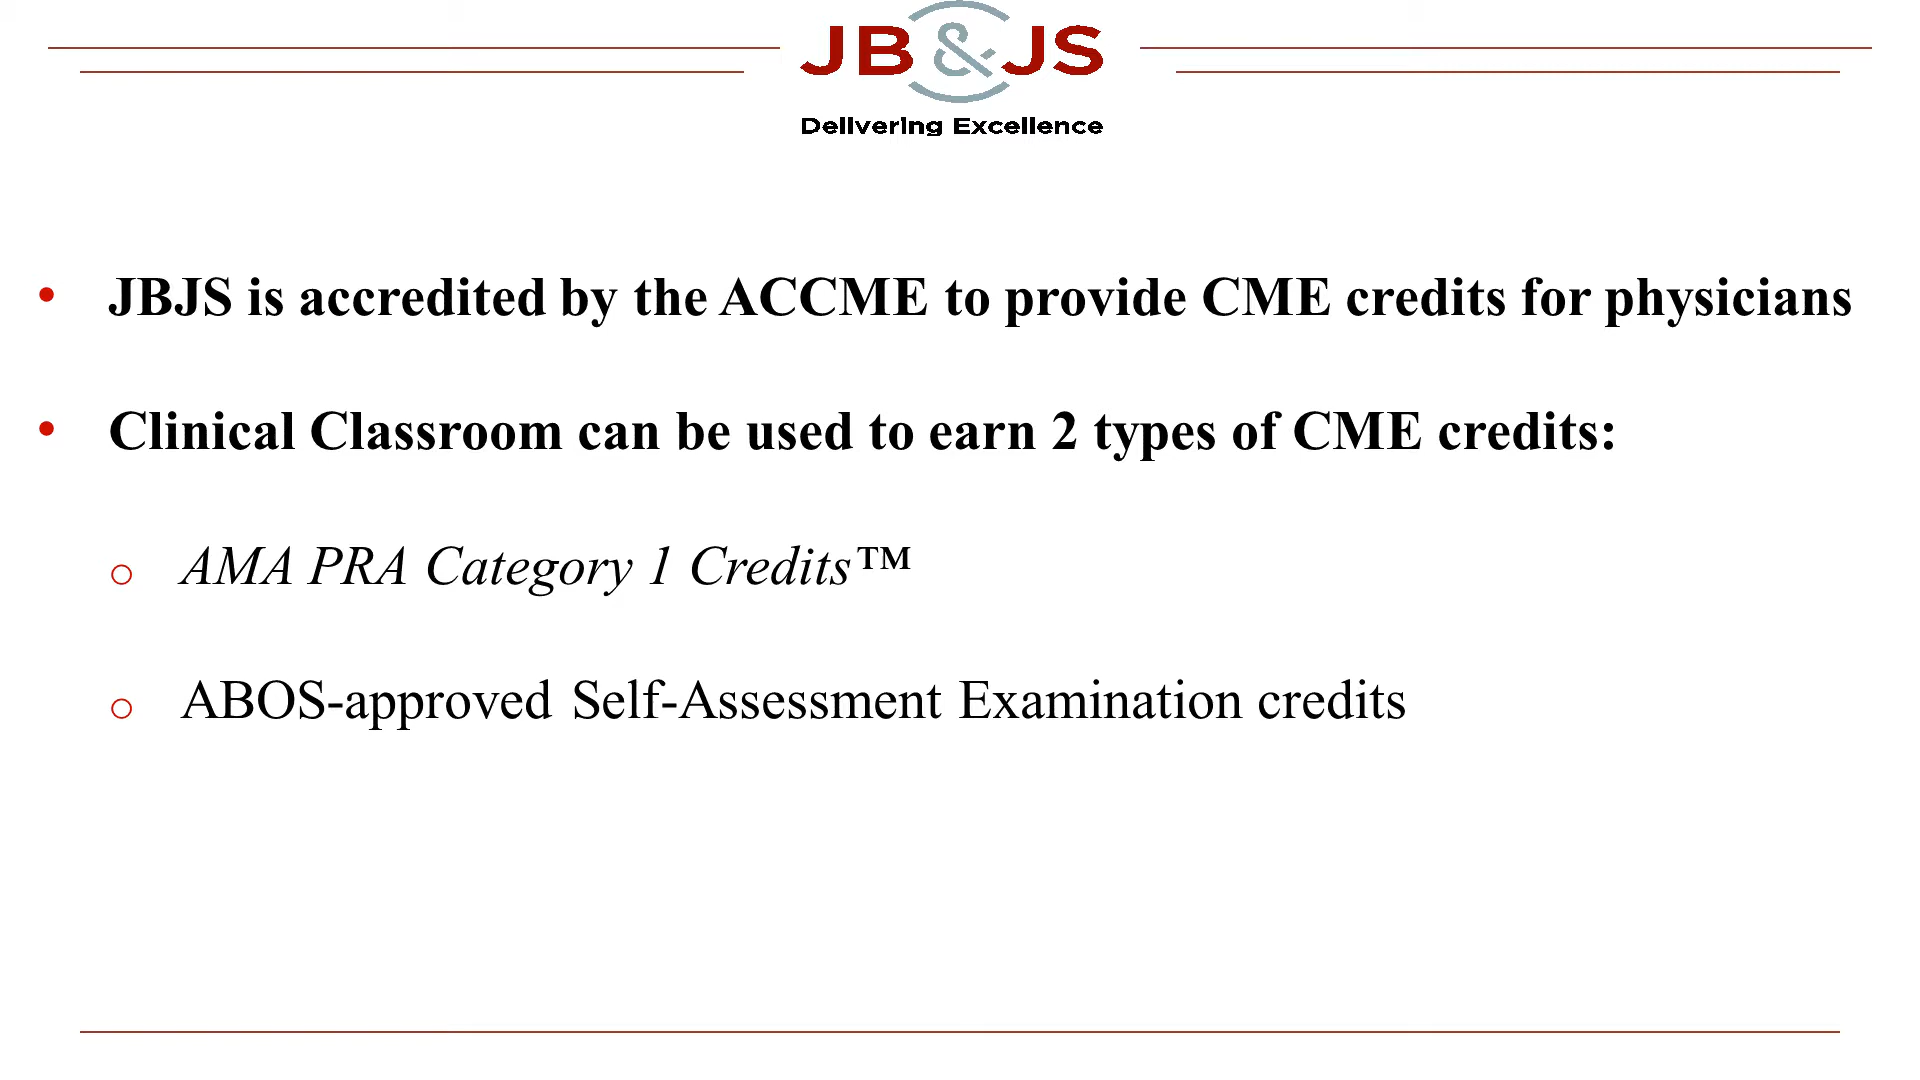 JB&JS
Delivering Excellence
• JBJS is accredited by the ACCME to provide CME credits for physicians
• Clinical Classroom can be used to earn 2 types of CME credits:
o AMA PRA Category 1 Credits™
o ABOS-approved Self-Assessment Examination credits